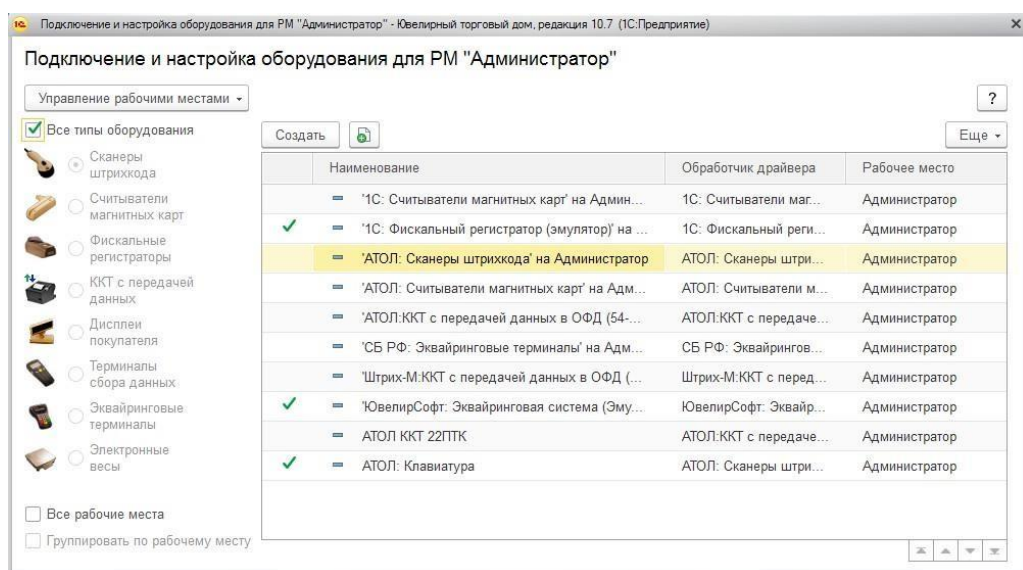 Подключение и настройка оборудования для РМ "Администратор" - Ювелирный торговый дом, редакция 10.7 (1С:Предприятие)
Подключение и настройка оборудования для РМ "Администратор"
Управление рабочими местами
?
Все типы оборудования
Создать
Еще
Сканеры
штрихкода
Считыватели
магнитных карт
Фискальные
регистраторы
ККТ с передачей
данных
Дисплеи
покупателя
Терминалы
сбора данных
Эквайринговые
терминалы
Электронные
весы
Все рабочие места
Группировать по рабочему месту
Наименование Обработчик драйвера Рабочее место
'1С: Считыватели магнитных карт' на Админ... 1С: Считыватели маг... Администратор
'1С: Фискальный регистратор (эмулятор)' на ... 1С: Фискальный реги... Администратор
'АТОЛ: Сканеры штрихкода' на Администратор АТОЛ: Сканеры штри... Администратор
'АТОЛ: Считыватели магнитных карт' на Адм... АТОЛ: Считыватели м... Администратор
'АТОЛ:ККТ с передачей данных в ОФД (54-... АТОЛ:ККТ с передаче... Администратор
'СБ РФ: Эквайринговые терминалы' на Адм... СБ РФ: Эквайрингов... Администратор
'Штрих-М:ККТ с передачей данных в ОФД (... Штрих-М:ККТ с перед... Администратор
'ЮвелирСофт: Эквайринговая система (Эму... ЮвелирСофт: Эквайр... Администратор
АТОЛ ККТ 22ПТК АТОЛ:ККТ с передаче... Администратор
АТОЛ: Клавиатура АТОЛ: Сканеры штри... Администратор